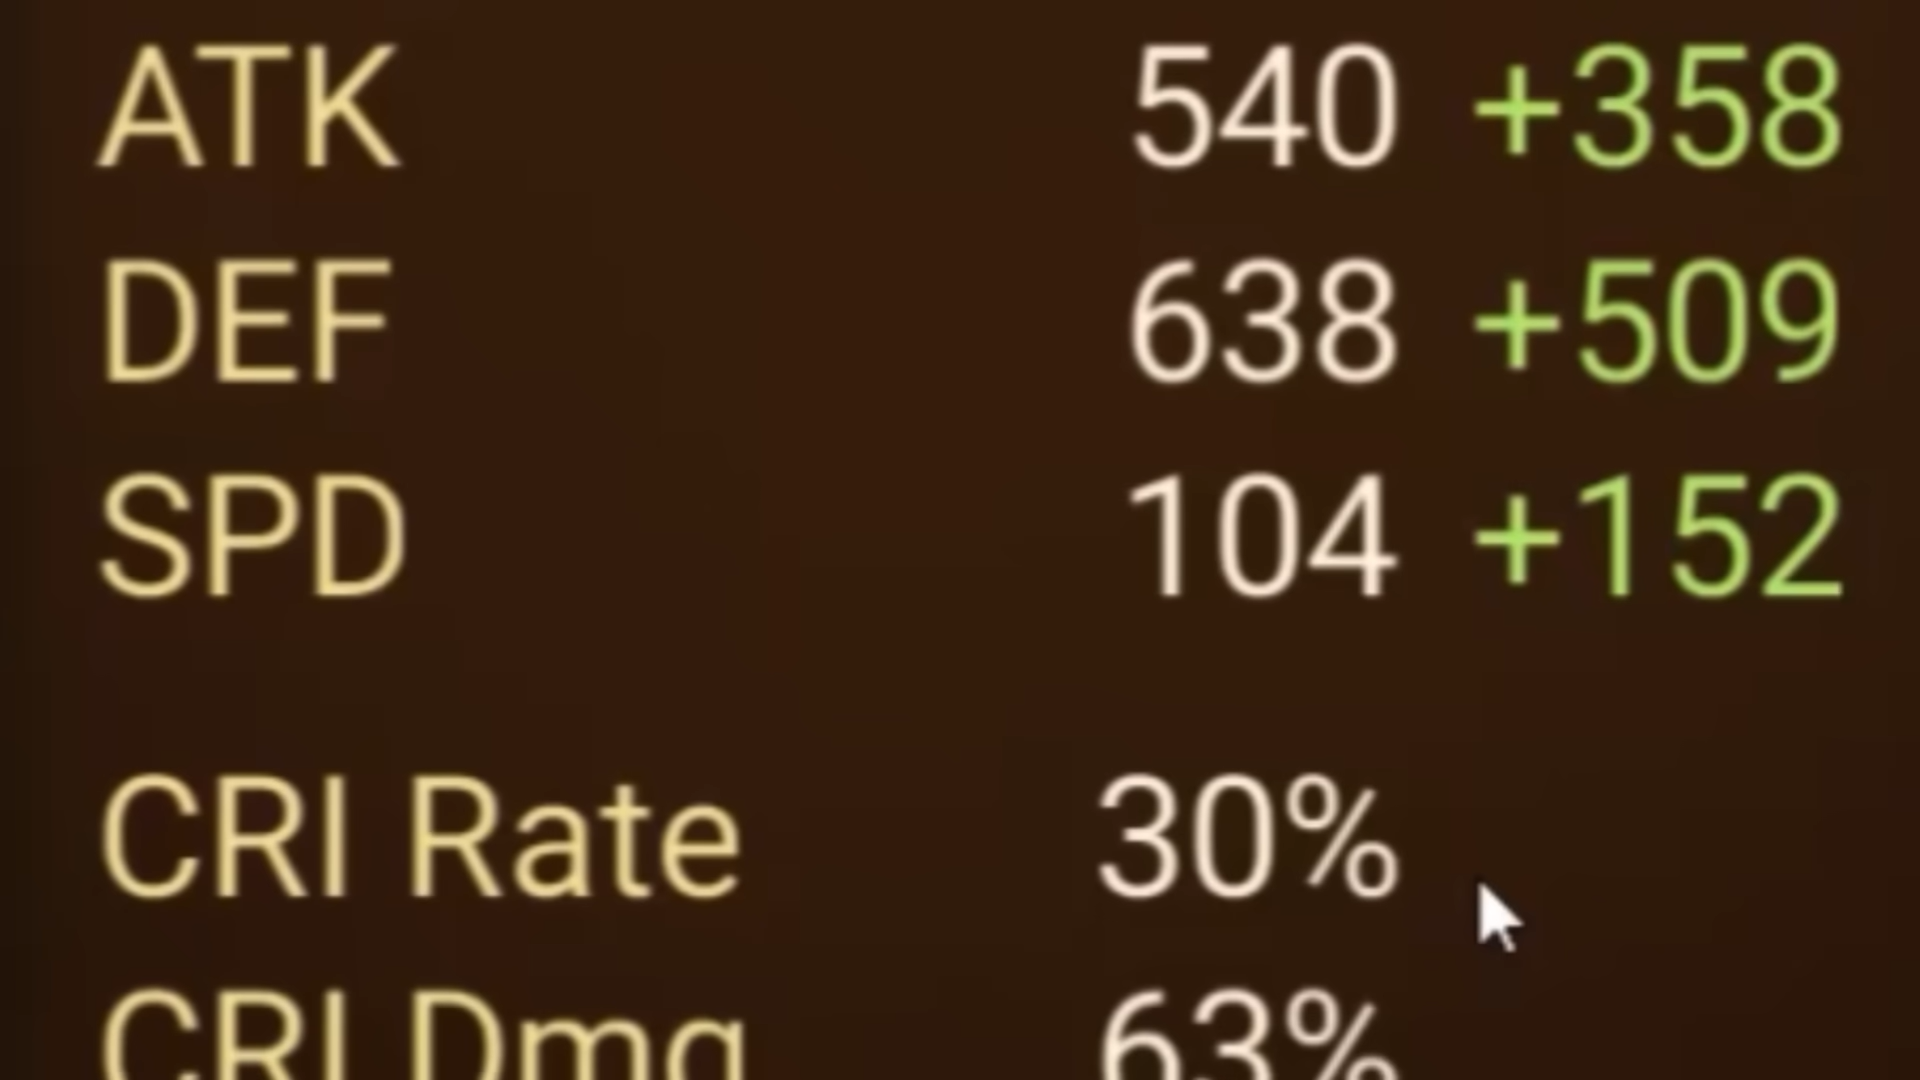 ATK 540 +358
DEF 638 +509
SPD 104 +152
CRI Rate 30%
CRI Dmg 63%